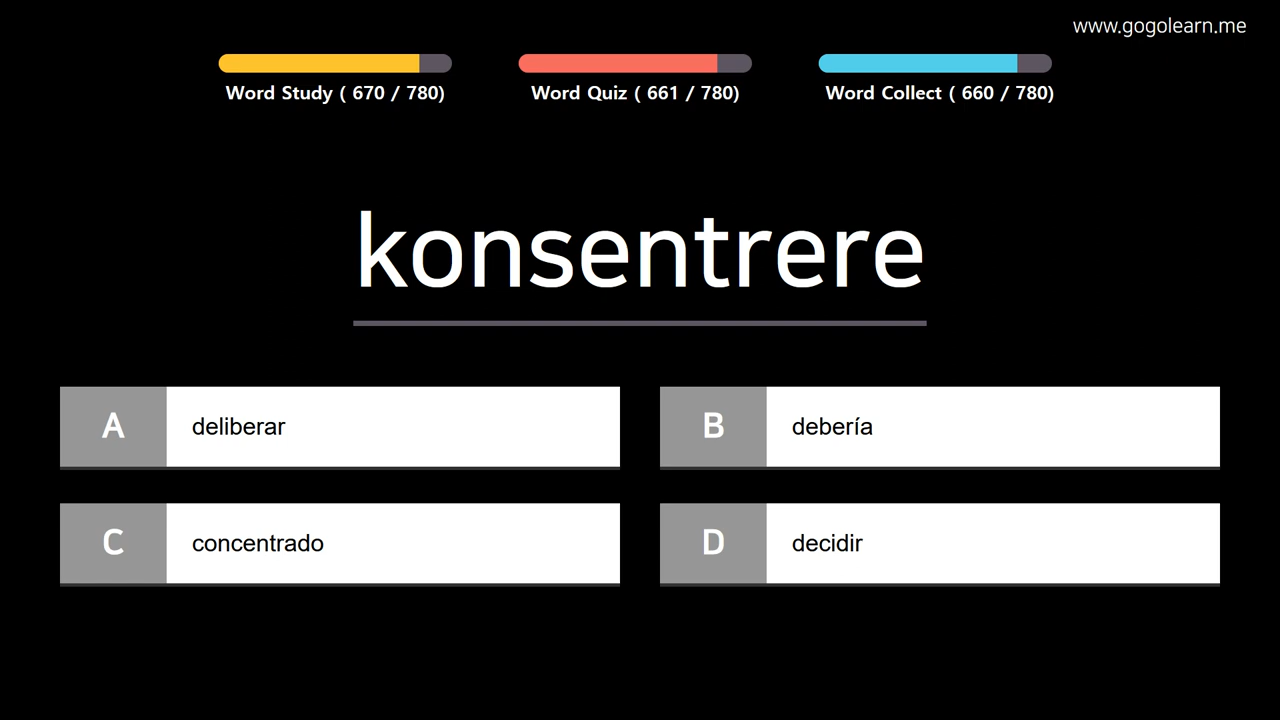 www.gogolearn.me
Word Study ( 670 / 780)
Word Quiz ( 661 / 780)
Word Collect ( 660 / 780)
konsentrere
A deliberar
B debería
C concentrado
D decidir